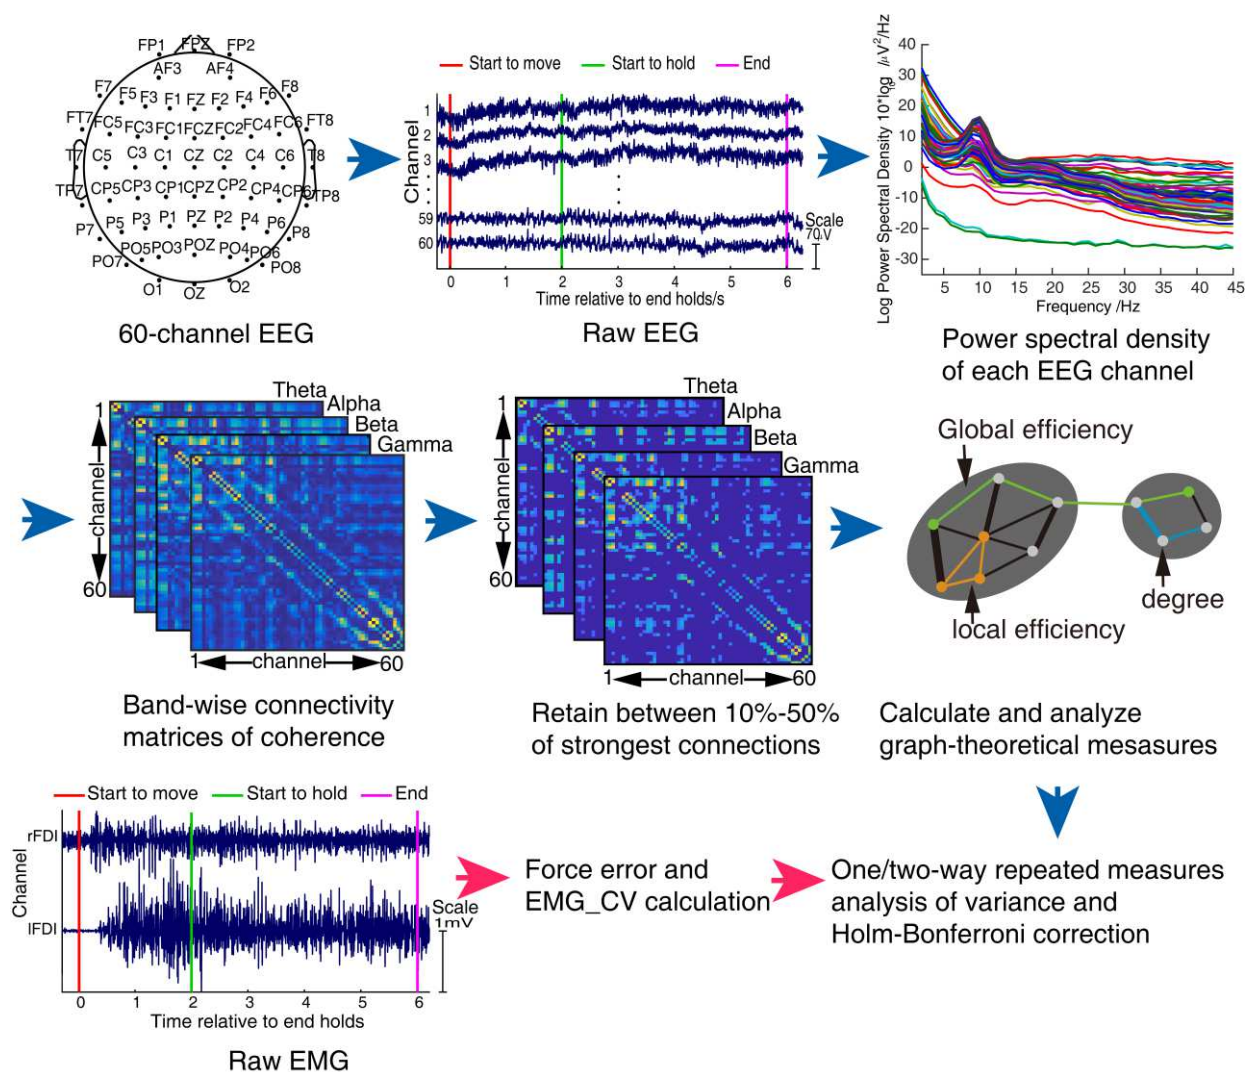 FP1 FPZ FP2
AF3 AF4
F7 F5 F3 F1 FZ F2 F4 F6 F8
FT7 FC5 FC3 FC1 FCZ FC2 FC4 FC6 FT8
T7 C5 C3 C1 CZ C2 C4 C6 T8
TP7 CP5 CP3 CP1 CPZ CP2 CP4 CP6 TP8
P7 P5 P3 P1 PZ P2 P4 P6 P8
PO7 PO5 PO3 POZ PO4 PO6 PO8
O1 OZ O2
60-channel EEG
Start to move Start to hold End
Channel
1
2
3
59
60
Scale
70
0 1 2 3 4 5 6
Time relative to end holds/s
Raw EEG
Log Power Spectral Density 10*log10 /μV²/Hz
40
30
20
10
0
-10
-20
-30
5 10 15 20 25 30 35 40 45
Frequency /Hz
Power spectral density
of each EEG channel
Theta
Alpha
Beta
Gamma
1
channel
60
1 channel 60
Band-wise connectivity
matrices of coherence
Theta
Alpha
Beta
Gamma
1
channel
60
1 channel 60
Retain between 10%-50%
of strongest connections
Global efficiency
degree
local efficiency
Calculate and analyze
graph-theoretical mesasures
Start to move Start to hold End
Channel
rFDI
lFDI
Scale
1mV
0 1 2 3 4 5 6
Time relative to end holds
Raw EMG
Force error and
EMG_CV calculation
One/two-way repeated measures
analysis of variance and
Holm-Bonferroni correction